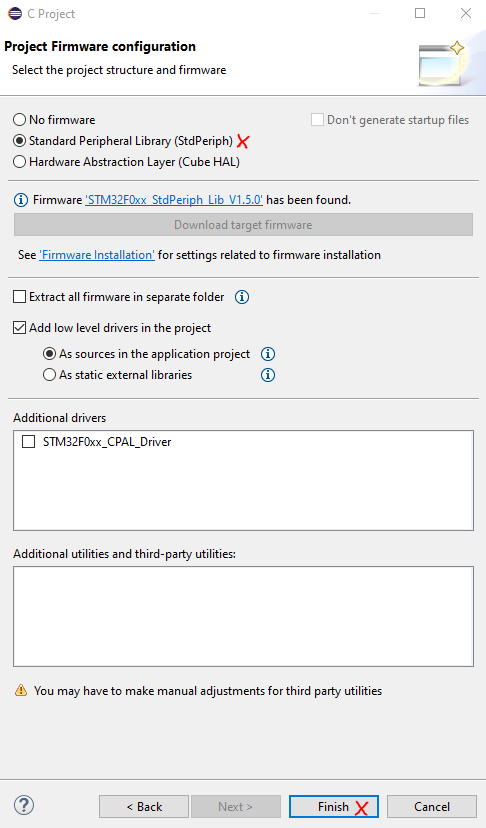 C Project
Project Firmware configuration
Select the project structure and firmware
No firmware
Don't generate startup files
Standard Peripheral Library (StdPeriph)
Hardware Abstraction Layer (Cube HAL)
Firmware 'STM32F0xx_StdPeriph_Lib_V1.5.0' has been found.
Download target firmware
See 'Firmware Installation' for settings related to firmware installation
Extract all firmware in separate folder
Add low level drivers in the project
As sources in the application project
As static external libraries
Additional drivers
STM32F0xx_CPAL_Driver
Additional utilities and third-party utilities:
You may have to make manual adjustments for third party utilities
< Back
Next >
Finish
Cancel